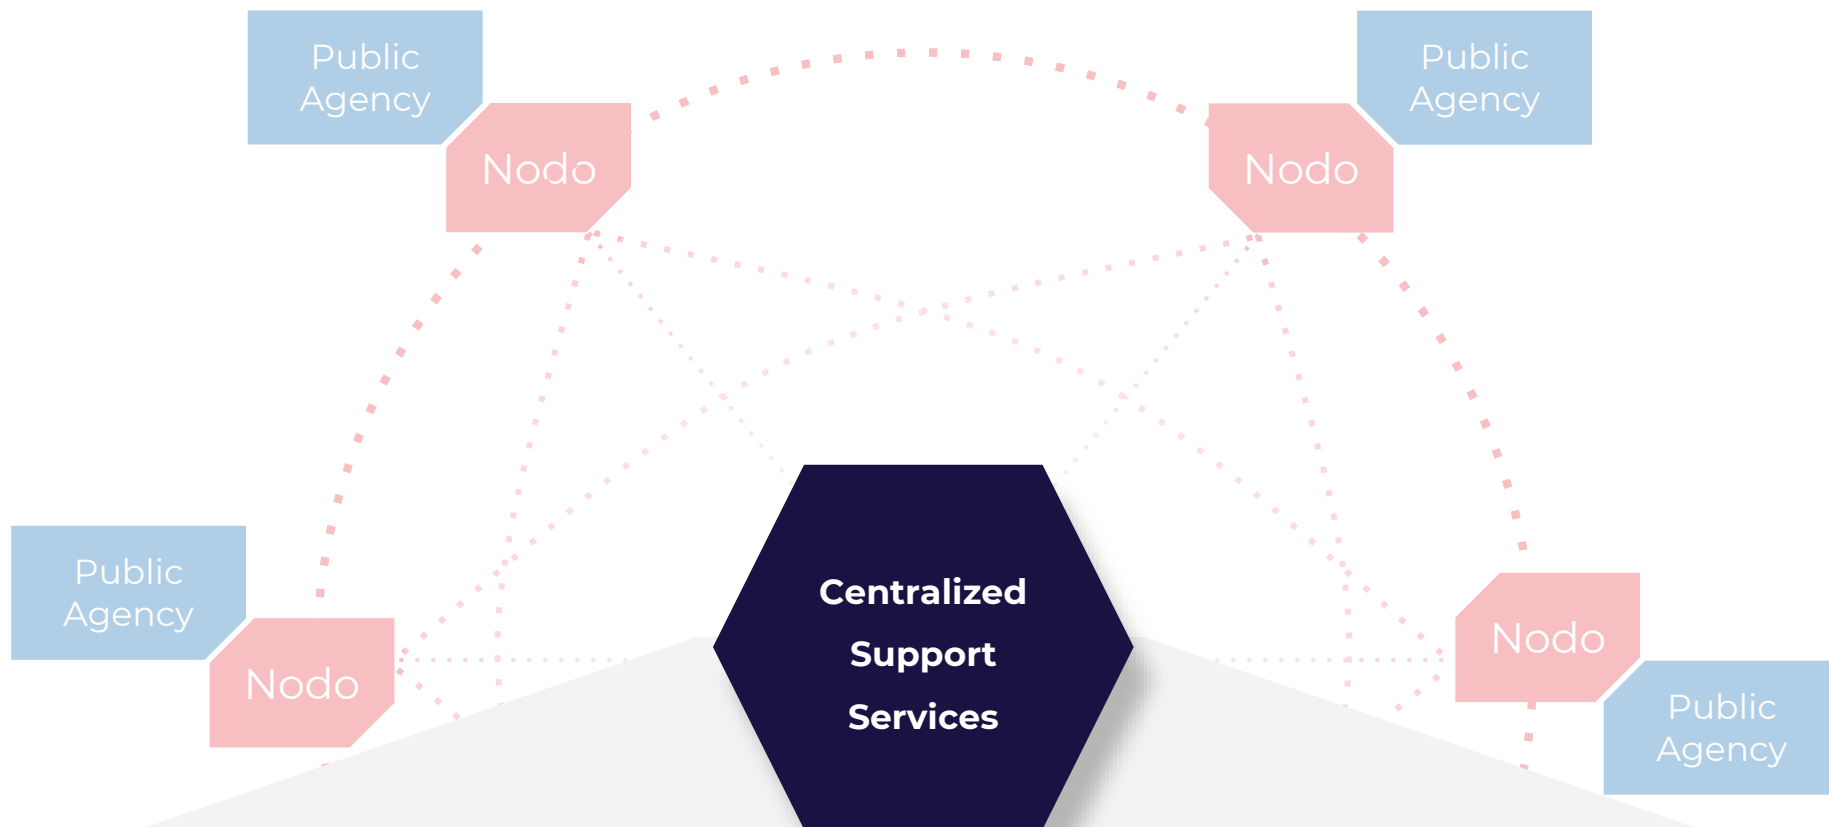 Public
Agency
Nodo
Public
Agency
Nodo
Public
Agency
Nodo
Centralized
Support
Services
Nodo
Public
Agency